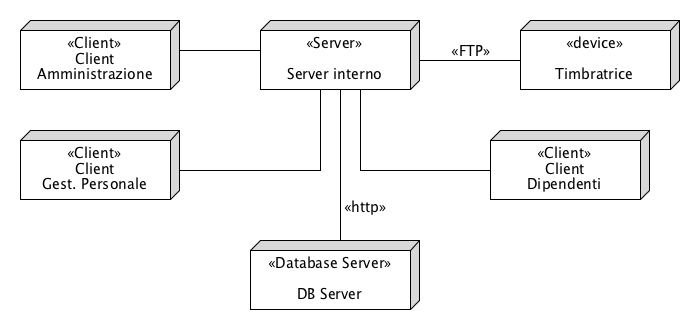 «Client»
Client
Amministrazione
«Server»
Server interno
«FTP»
«device»
Timbratrice
«Client»
Client
Gest. Personale
«Client»
Client
Dipendenti
«http»
«Database Server»
DB Server